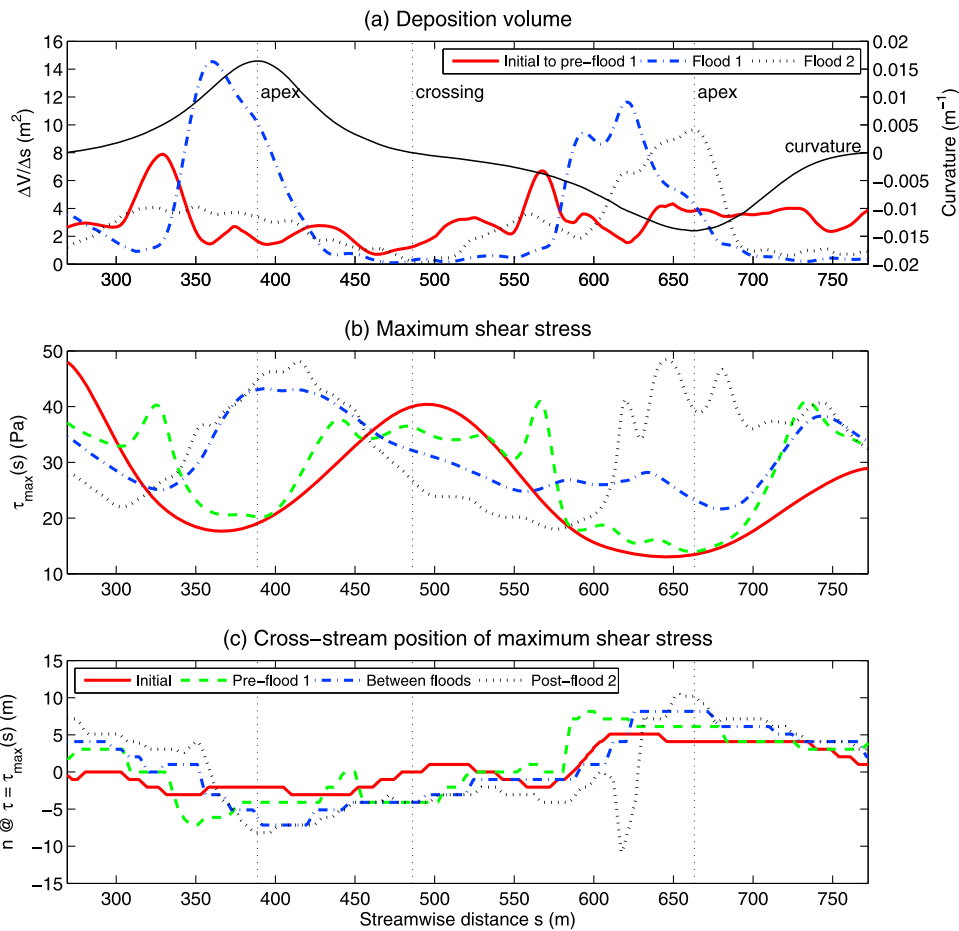 (a) Deposition volume
16
14
12
10
8
6
4
2
0
ΔV/Δs (m²)
Initial to pre−flood 1
Flood 1
Flood 2
apex
crossing
apex
curvature
0.02
0.015
0.01
0.005
0
−0.005
−0.01
−0.015
−0.02
Curvature (m⁻¹)
300 350 400 450 500 550 600 650 700 750
(b) Maximum shear stress
50
40
30
20
10
τmax(s) (Pa)
300 350 400 450 500 550 600 650 700 750
(c) Cross−stream position of maximum shear stress
15
10
5
0
−5
−10
−15
n @ τ = τmax(s) (m)
Initial
Pre−flood 1
Between floods
Post−flood 2
300 350 400 450 500 550 600 650 700 750
Streamwise distance s (m)